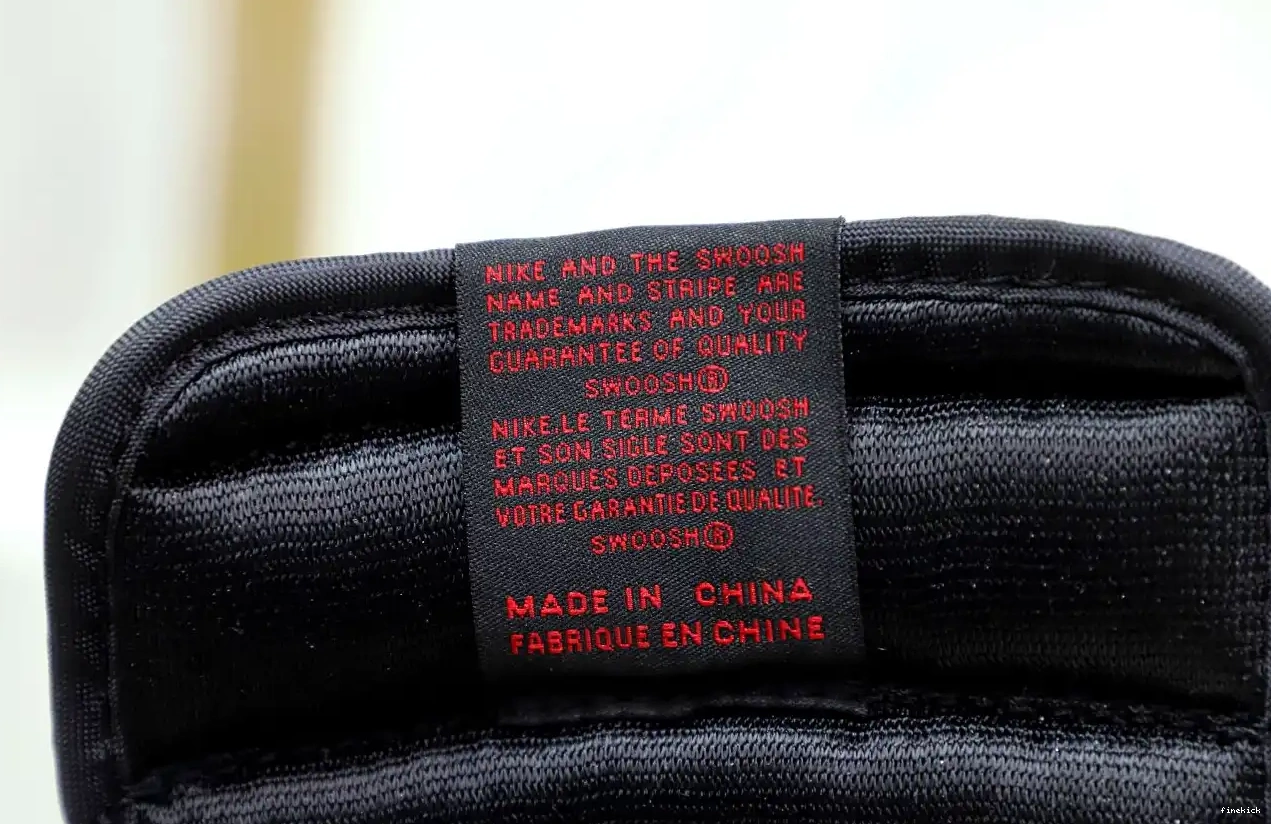 NIKE AND THE SWOOSH
NAME AND STRIPE ARE
TRADEMARKS AND YOUR
GUARANTEE OF QUALITY
SWOOSH®
NIKE.LE TERME SWOOSH
ET SON SIGLE SONT DES
MARQUES DEPOSEES ET
VOTRE GARANTIE DE QUALITE.
SWOOSH®
MADE IN CHINA
FABRIQUE EN CHINE
finekick